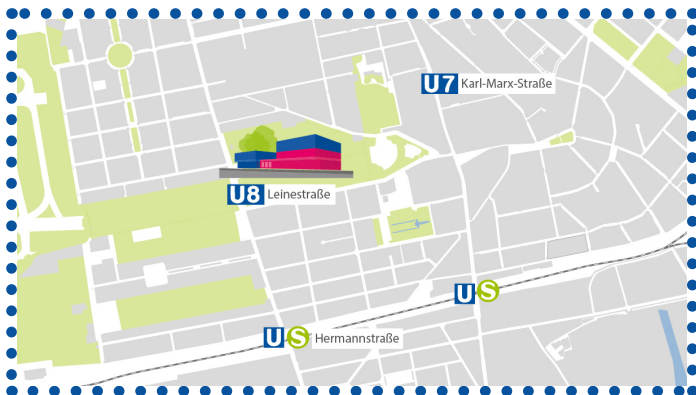 U7 Karl-Marx-Straße
U8 Leinestraße
U S
U S Hermannstraße